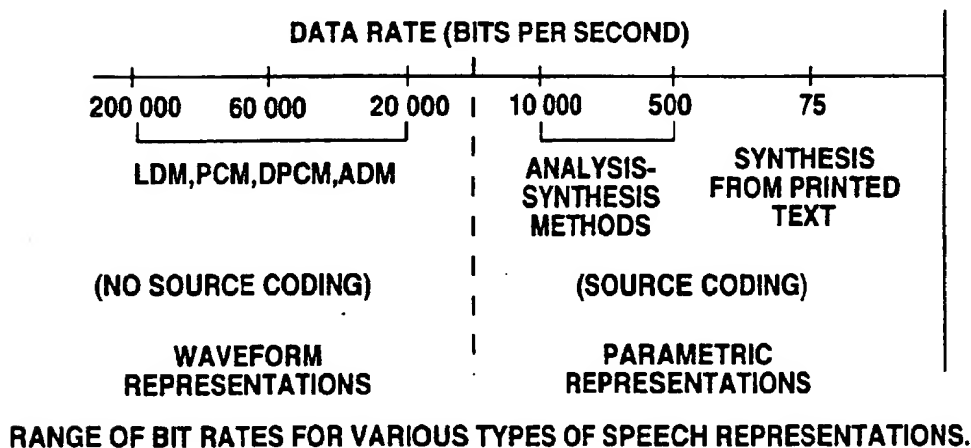 DATA RATE (BITS PER SECOND)
200 000 60 000 20 000 10 000 500 75
LDM,PCM,DPCM,ADM
ANALYSIS-
SYNTHESIS
METHODS
SYNTHESIS
FROM PRINTED
TEXT
(NO SOURCE CODING)
(SOURCE CODING)
WAVEFORM
REPRESENTATIONS
PARAMETRIC
REPRESENTATIONS
RANGE OF BIT RATES FOR VARIOUS TYPES OF SPEECH REPRESENTATIONS.